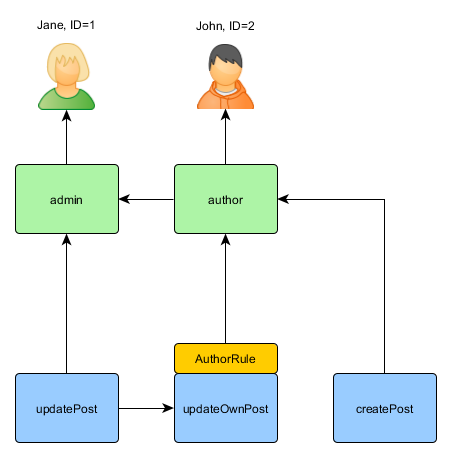 Jane, ID=1
John, ID=2
admin
author
AuthorRule
updatePost
updateOwnPost
createPost